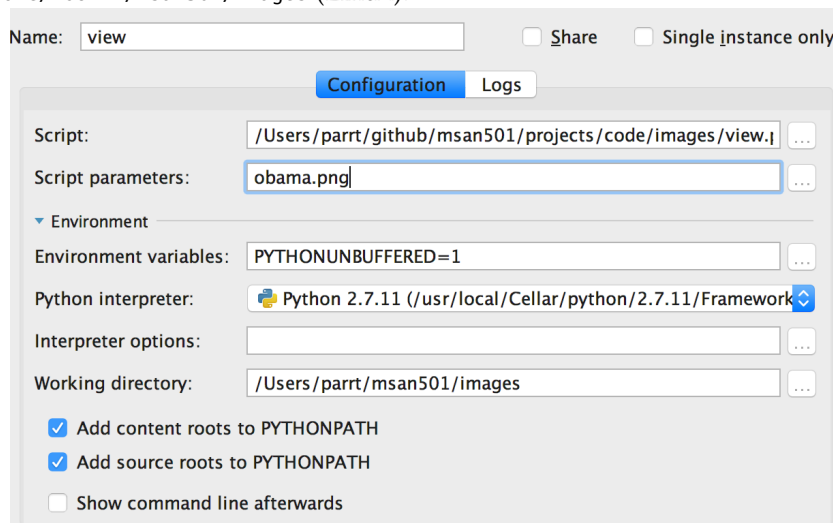 Name: view Share Single instance only
Configuration Logs
Script: /Users/parrt/github/msan501/projects/code/images/view.p ...
Script parameters: obama.png ...
Environment
Environment variables: PYTHONUNBUFFERED=1 ...
Python interpreter: Python 2.7.11 (/usr/local/Cellar/python/2.7.11/Framework
Interpreter options: ...
Working directory: /Users/parrt/msan501/images ...
Add content roots to PYTHONPATH
Add source roots to PYTHONPATH
Show command line afterwards